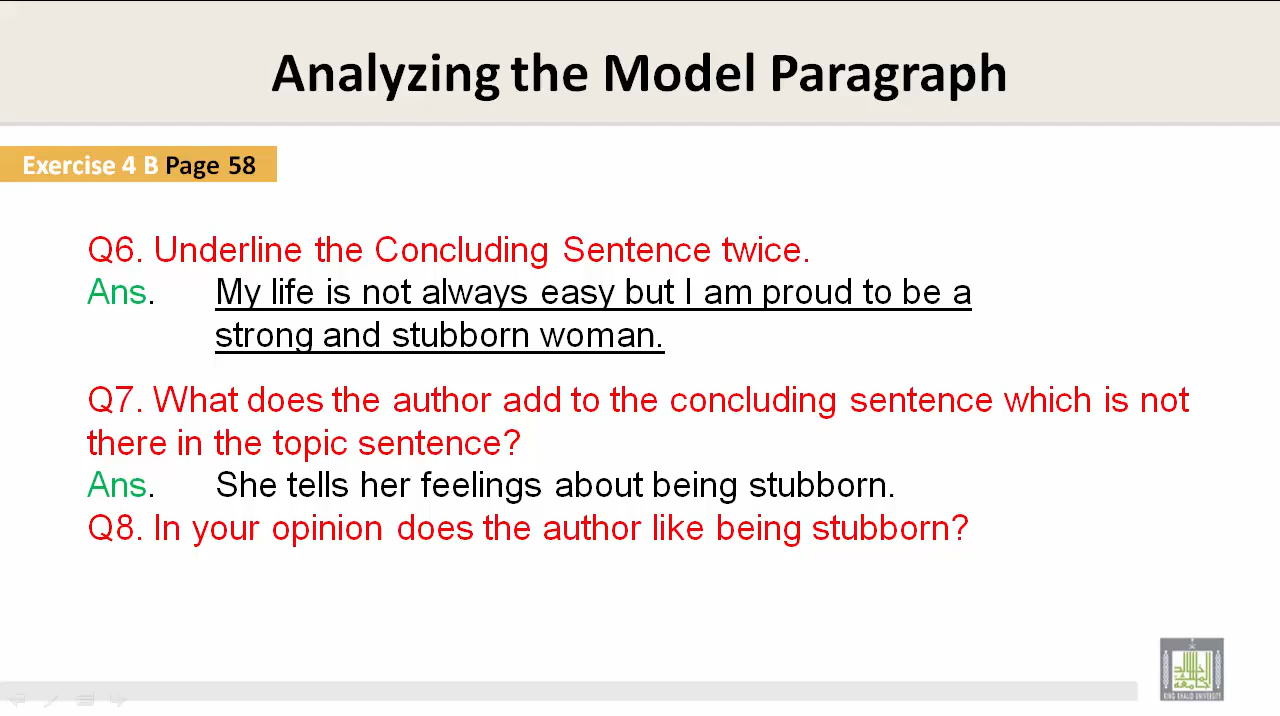 Analyzing the Model Paragraph
Exercise 4 B Page 58
Q6. Underline the Concluding Sentence twice.
Ans. My life is not always easy but I am proud to be a
strong and stubborn woman.
Q7. What does the author add to the concluding sentence which is not
there in the topic sentence?
Ans. She tells her feelings about being stubborn.
Q8. In your opinion does the author like being stubborn?
KING KHALID UNIVERSITY